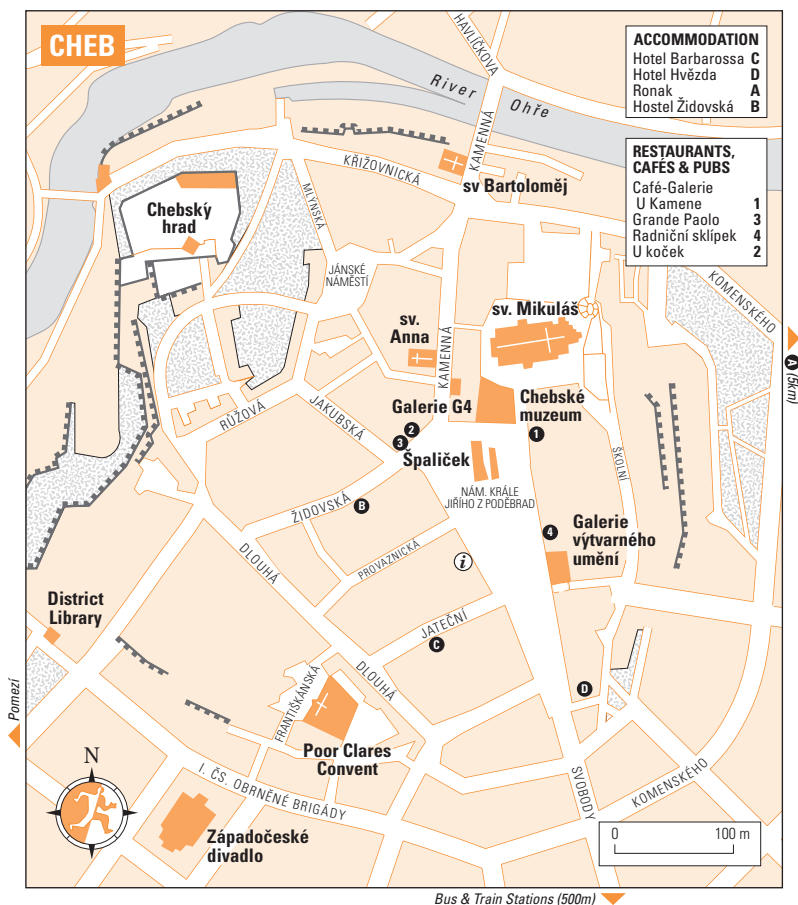 CHEB
HAVLÍČKOVA
River Ohře
ACCOMMODATION
Hotel Barbarossa C
Hotel Hvězda D
Ronak A
Hostel Židovská B
RESTAURANTS,
CAFÉS & PUBS
Café-Galerie
U Kamene 1
Grande Paolo 3
Radniční sklípek 4
U koček 2
KŘIŽOVNICKÁ
KAMENNÁ
sv Bartoloměj
MLÝNSKÁ
Chebský
hrad
JÁNSKÉ
NÁMĚSTÍ
KOMENSKÉHO
sv. Mikuláš
sv.
Anna
KAMENNÁ
A (5km)
Galerie G4
Chebské
muzeum
RŮŽOVÁ
JAKUBSKÁ
2
3
1
Špalíček
ŠKOLNÍ
NÁM. KRÁLE
JIŘÍHO Z PODĚBRAD
ŽIDOVSKÁ
B
4
Galerie
výtvarného
umění
PROVAZNICKÁ
i
DLOUHÁ
District
Library
JATEČNÍ
C
DLOUHÁ
FRANTIŠKÁNSKÁ
D
Pomezí
Poor Clares
Convent
N
I. ČS. OBRNĚNÉ BRIGÁDY
SVOBODY
KOMENSKÉHO
Západočeské
divadlo
0 100 m
Bus & Train Stations (500m)